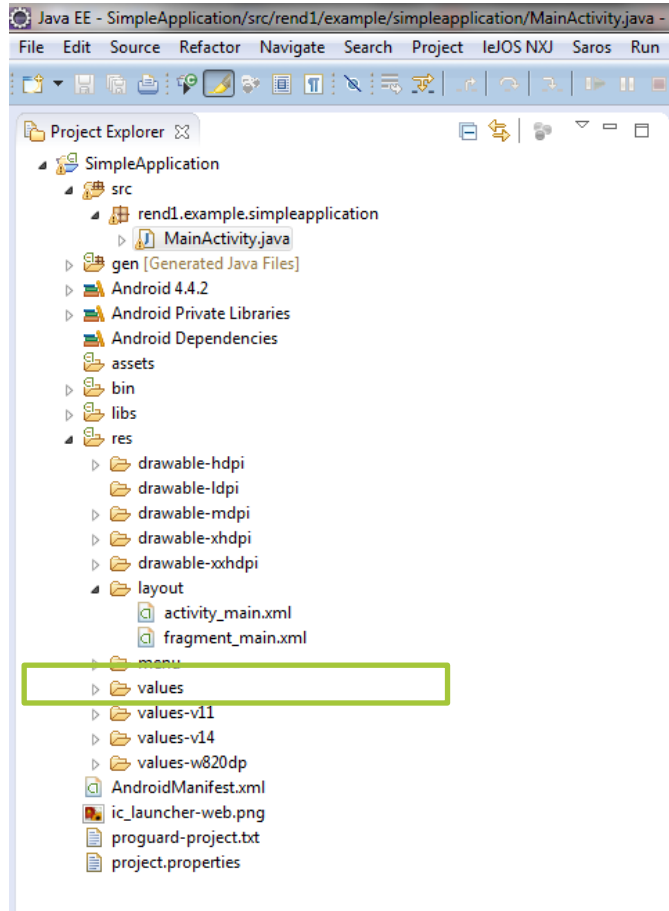 Java EE - SimpleApplication/src/rend1/example/simpleapplication/MainActivity.java -
File Edit Source Refactor Navigate Search Project leJOS NXJ Saros Run
Project Explorer
SimpleApplication
src
rend1.example.simpleapplication
MainActivity.java
gen [Generated Java Files]
Android 4.4.2
Android Private Libraries
Android Dependencies
assets
bin
libs
res
drawable-hdpi
drawable-ldpi
drawable-mdpi
drawable-xhdpi
drawable-xxhdpi
layout
activity_main.xml
fragment_main.xml
menu
values
values-v11
values-v14
values-w820dp
AndroidManifest.xml
ic_launcher-web.png
proguard-project.txt
project.properties